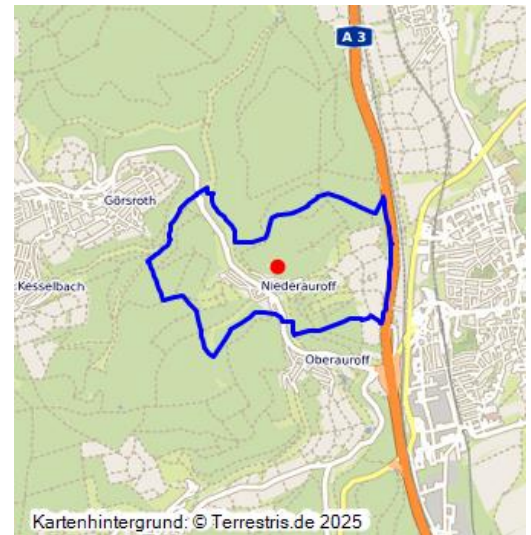 A 3
Görsroth
Kesselbach
Niederauroff
Oberauroff
Kartenhintergrund: © Terrestris.de 2025